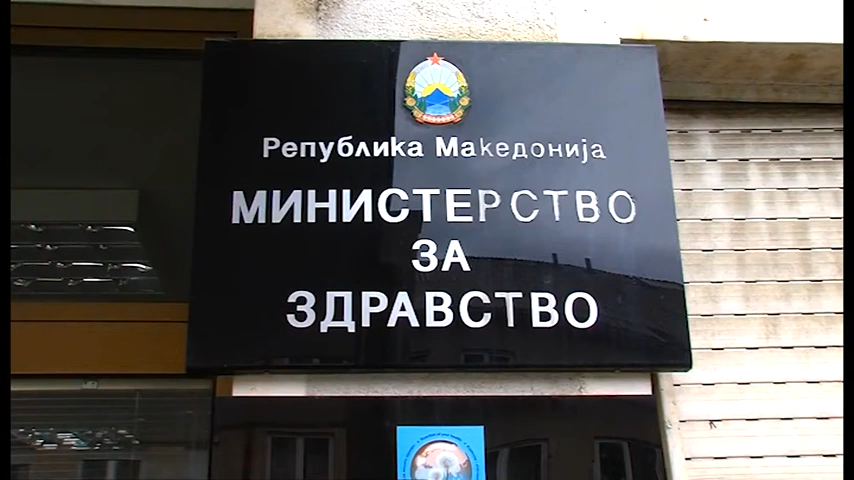 Република Македонија
МИНИСТЕРСТВО
ЗА
ЗДРАВСТВО